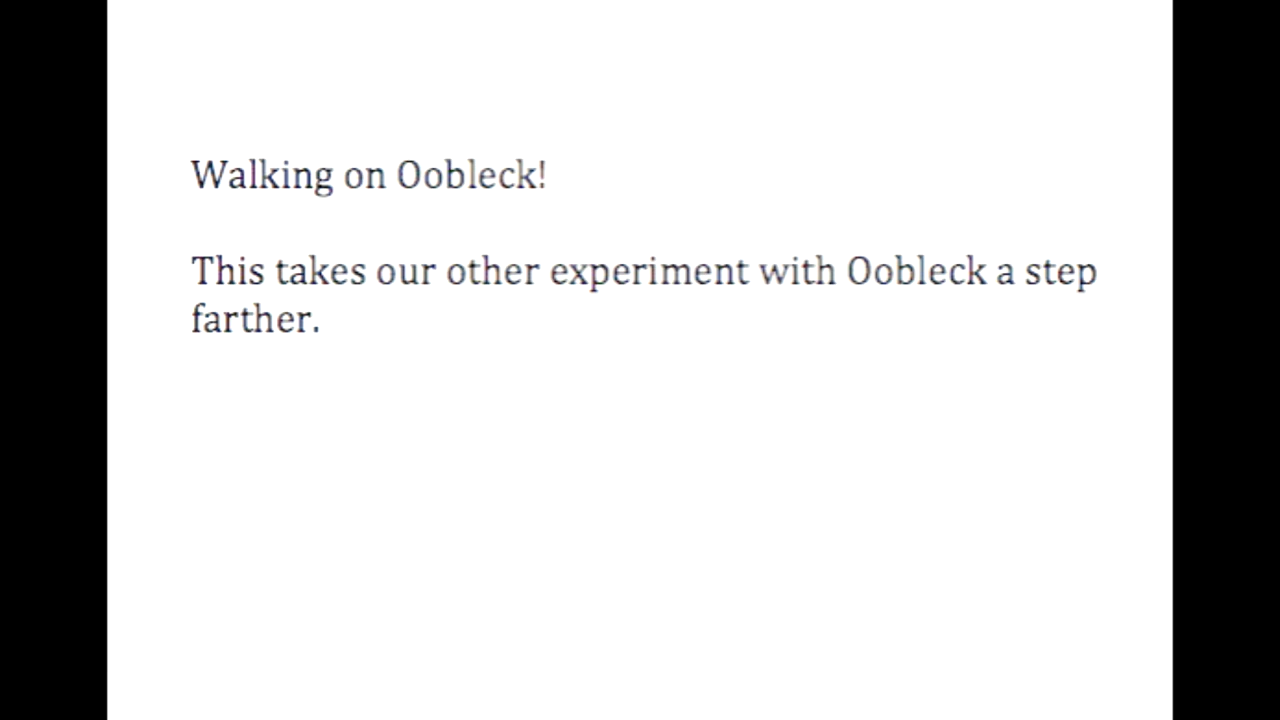 Walking on Oobleck!
This takes our other experiment with Oobleck a step
farther.